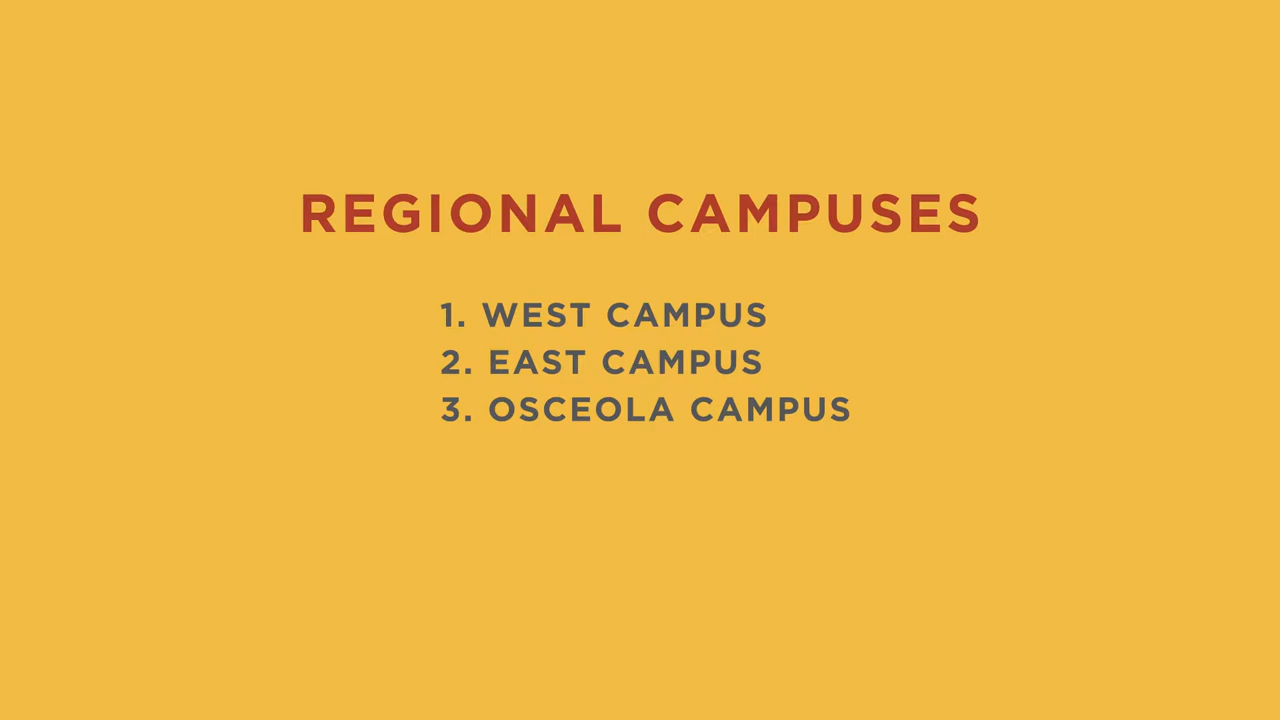 REGIONAL CAMPUSES
1. WEST CAMPUS
2. EAST CAMPUS
3. OSCEOLA CAMPUS